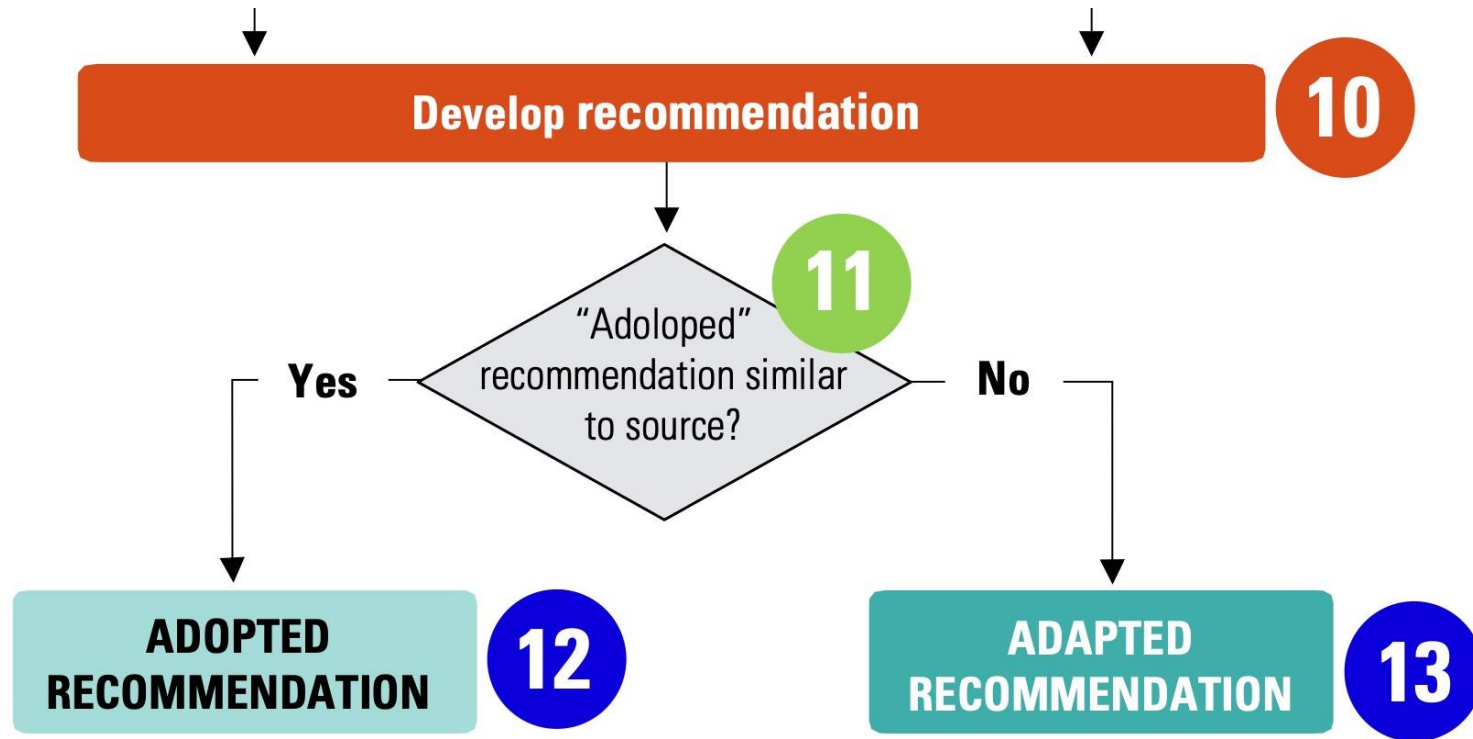 Develop recommendation
10
11
“Adoloped”
recommendation similar
to source?
Yes
No
ADOPTED
RECOMMENDATION
12
ADAPTED
RECOMMENDATION
13